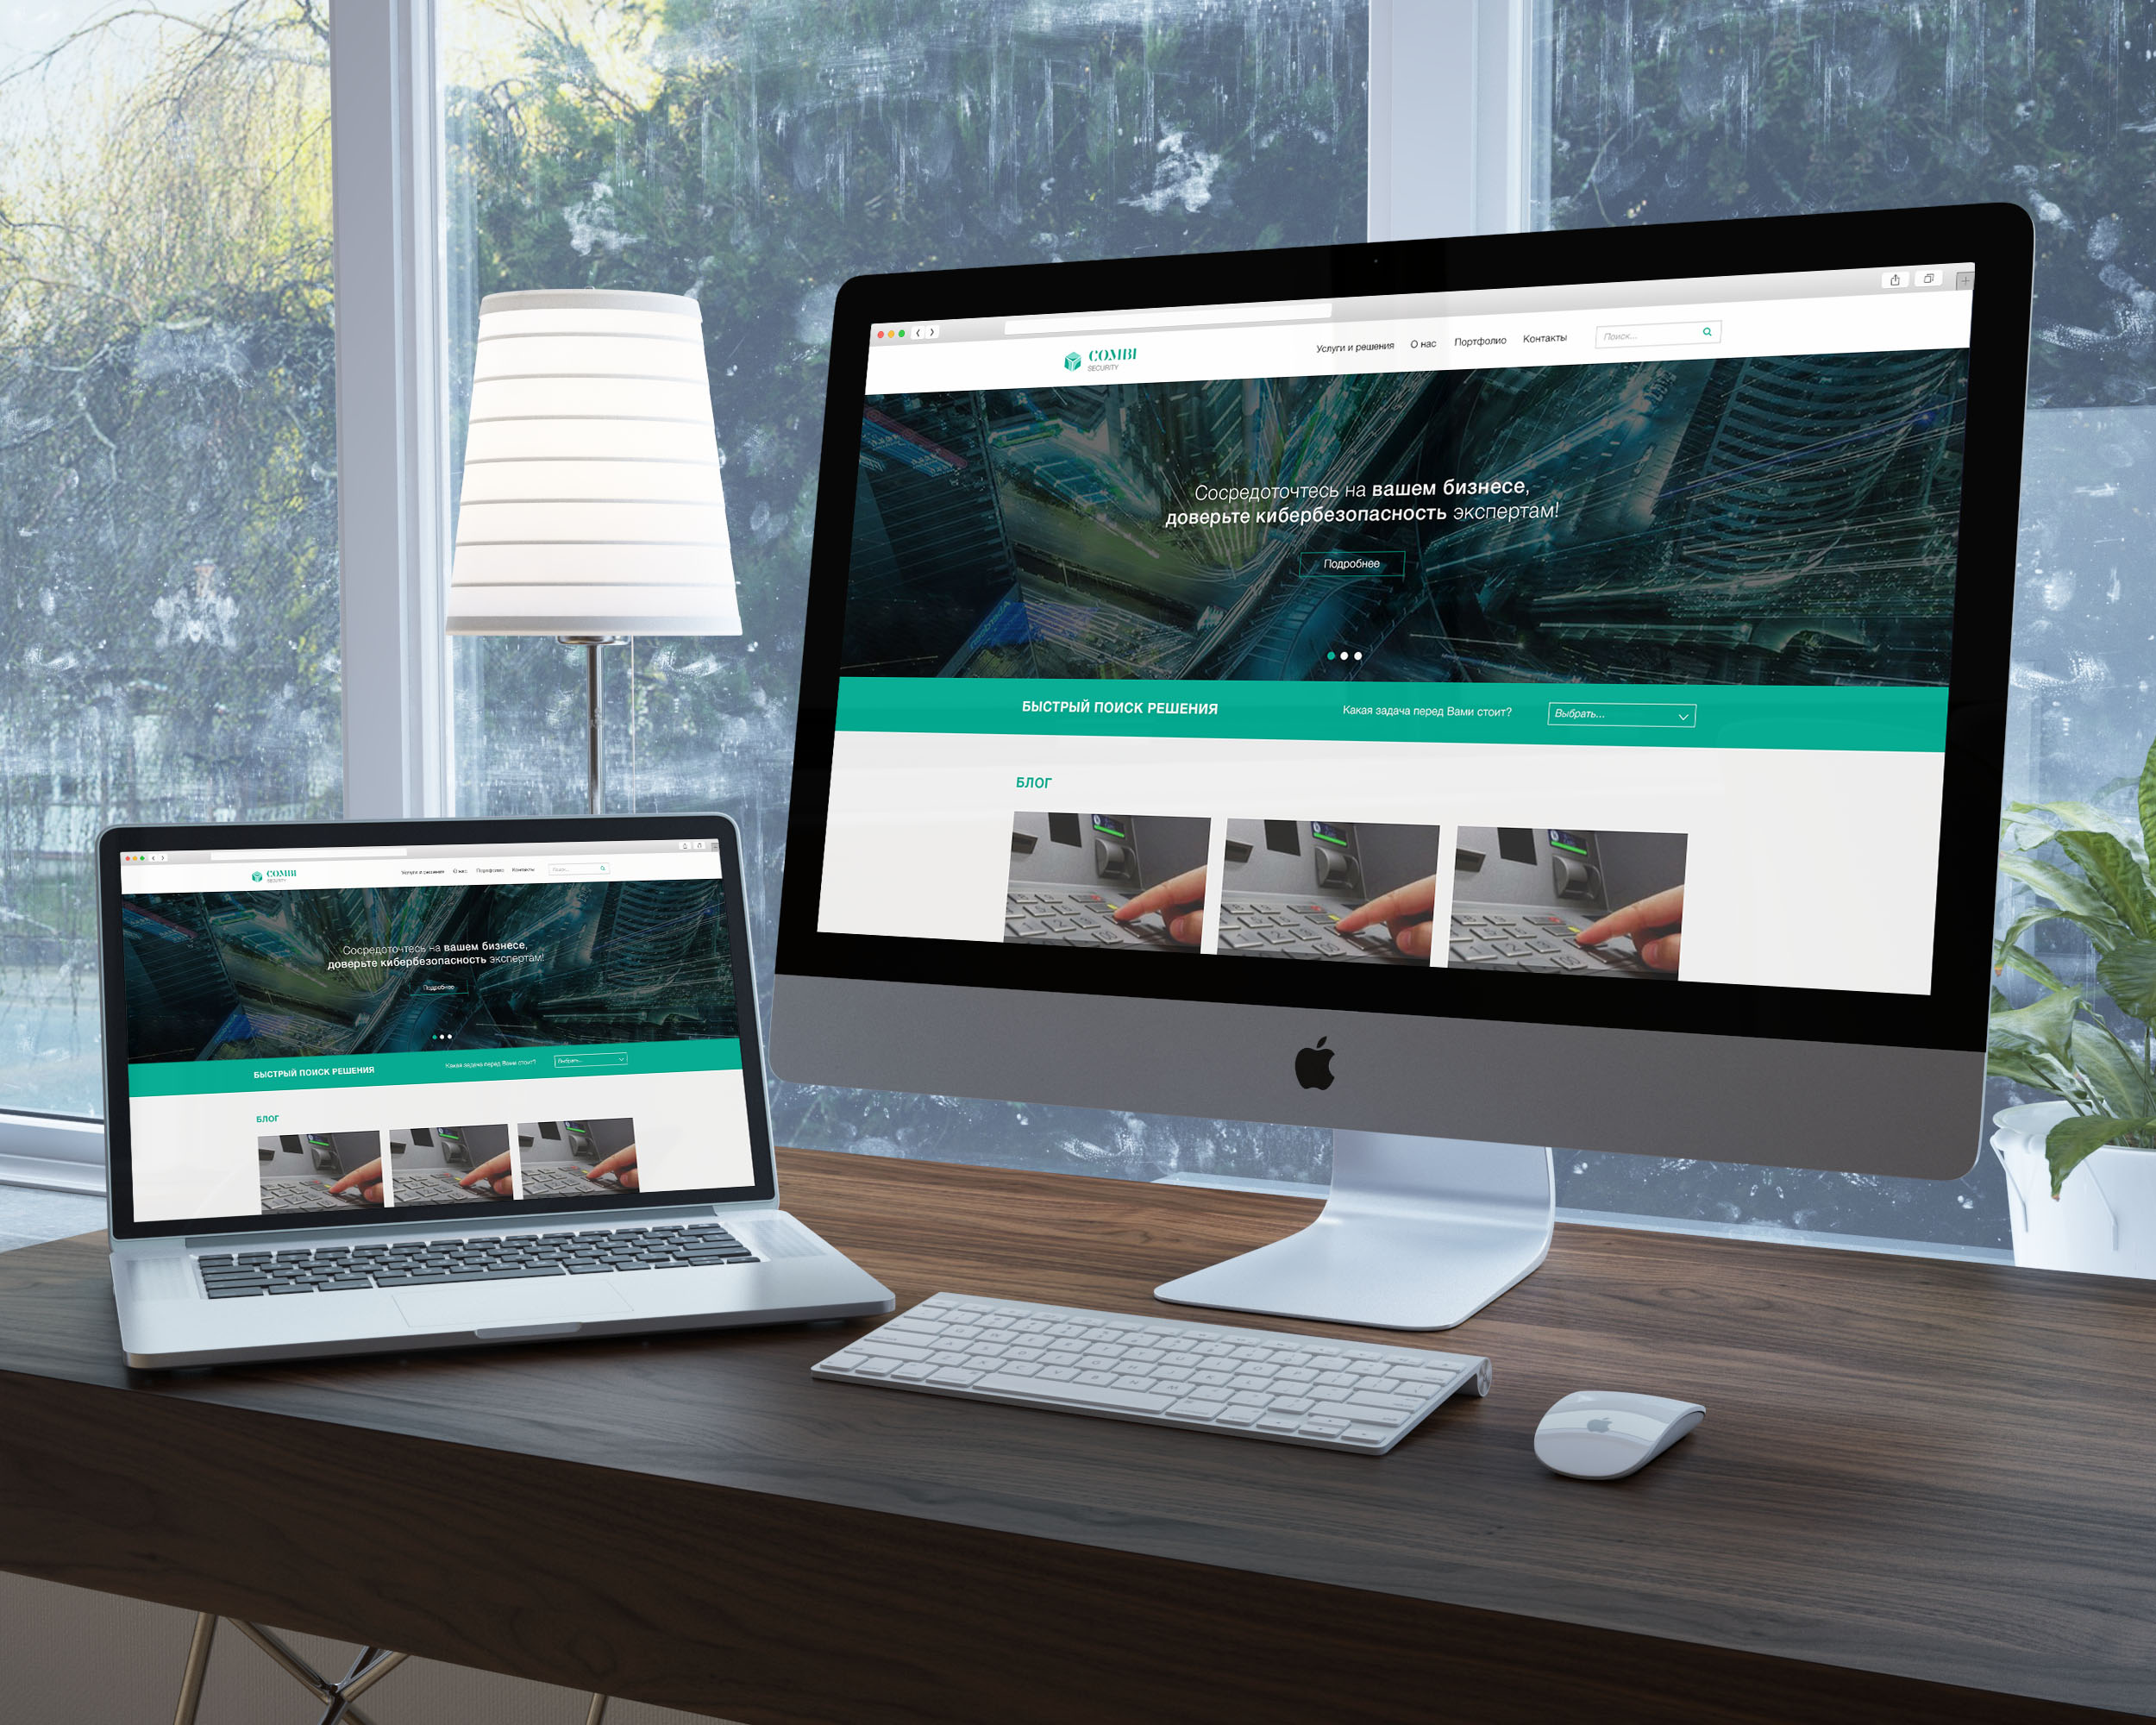 COMBI
SECURITY
Услуги и решения О нас Портфолио Контакты Поиск...
Сосредоточтесь на вашем бизнесе,
доверьте кибербезопасность экспертам!
Подробнее
БЫСТРЫЙ ПОИСК РЕШЕНИЯ Какая задача перед Вами стоит? Выбрать...
БЛОГ
COMBI
SECURITY
Услуги и решения О нас Портфолио Контакты Поиск...
Сосредоточтесь на вашем бизнесе,
доверьте кибербезопасность экспертам!
Подробнее
БЫСТРЫЙ ПОИСК РЕШЕНИЯ Какая задача перед Вами стоит? Выбрать...
БЛОГ